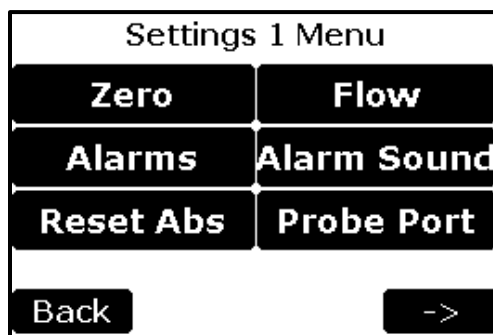 Settings 1 Menu
Zero Flow
Alarms Alarm Sound
Reset Abs Probe Port
Back ->